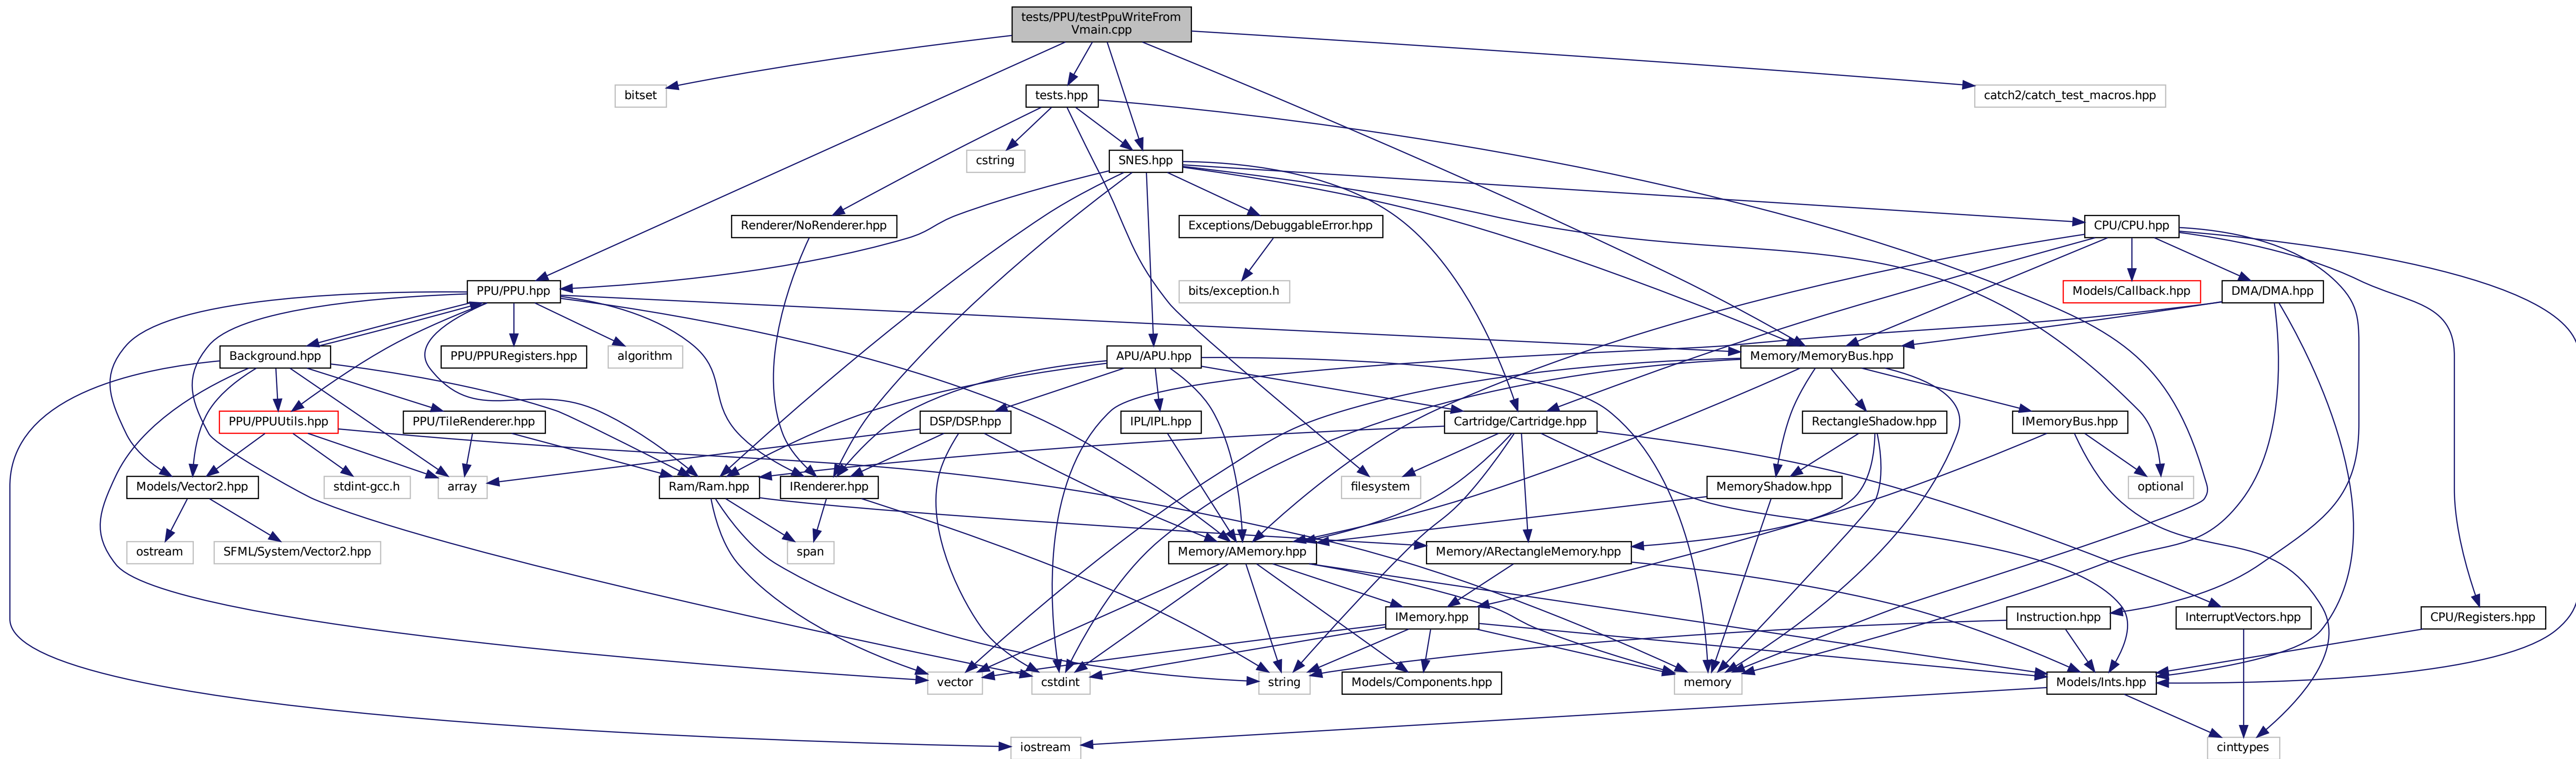 tests/PPU/testPpuWriteFrom
Vmain.cpp
bitset
tests.hpp
catch2/catch_test_macros.hpp
cstring
SNES.hpp
Renderer/NoRenderer.hpp
Exceptions/DebuggableError.hpp
CPU/CPU.hpp
PPU/PPU.hpp
bits/exception.h
Models/Callback.hpp
DMA/DMA.hpp
Background.hpp
PPU/PPURegisters.hpp
algorithm
APU/APU.hpp
Memory/MemoryBus.hpp
PPU/PPUUtils.hpp
PPU/TileRenderer.hpp
DSP/DSP.hpp
IPL/IPL.hpp
Cartridge/Cartridge.hpp
RectangleShadow.hpp
IMemoryBus.hpp
Models/Vector2.hpp
stdint-gcc.h
array
Ram/Ram.hpp
IRenderer.hpp
filesystem
MemoryShadow.hpp
optional
ostream
SFML/System/Vector2.hpp
span
Memory/AMemory.hpp
Memory/ARectangleMemory.hpp
IMemory.hpp
Instruction.hpp
InterruptVectors.hpp
CPU/Registers.hpp
vector
cstdint
string
Models/Components.hpp
memory
Models/Ints.hpp
iostream
cinttypes